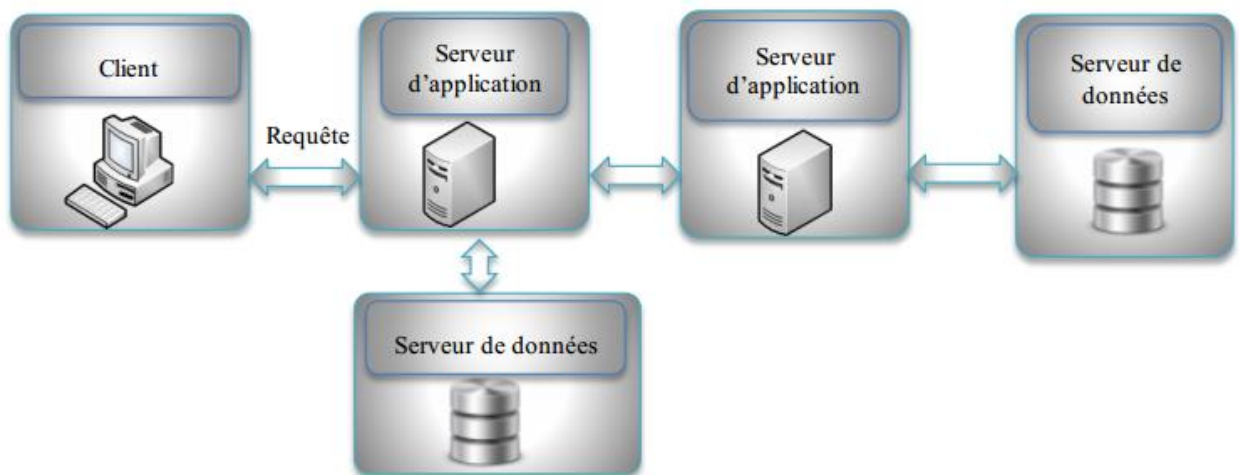 Client
Requête
Serveur
d’application
Serveur
d’application
Serveur de
données
Serveur de données